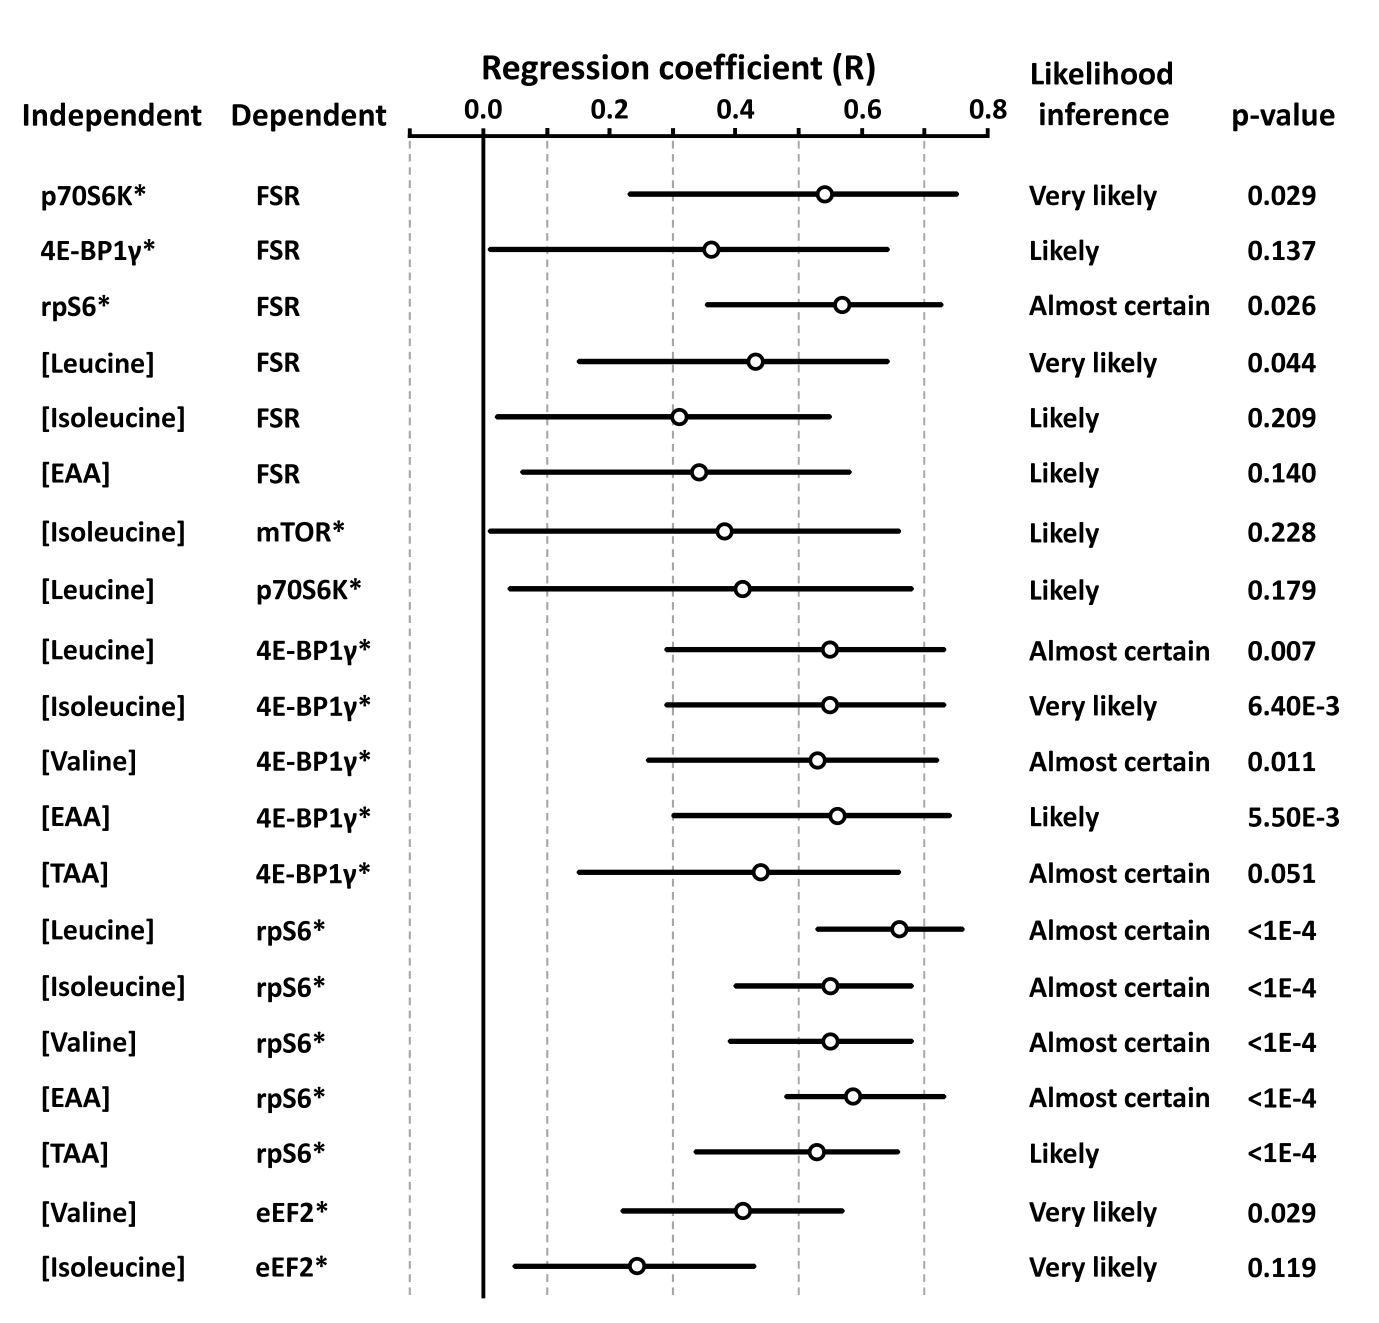 Regression coefficient (R)
Likelihood
inference
Independent Dependent 0.0 0.2 0.4 0.6 0.8 p-value
p70S6K* FSR Very likely 0.029
4E-BP1γ* FSR Likely 0.137
rpS6* FSR Almost certain 0.026
[Leucine] FSR Very likely 0.044
[Isoleucine] FSR Likely 0.209
[EAA] FSR Likely 0.140
[Isoleucine] mTOR* Likely 0.228
[Leucine] p70S6K* Likely 0.179
[Leucine] 4E-BP1γ* Almost certain 0.007
[Isoleucine] 4E-BP1γ* Very likely 6.40E-3
[Valine] 4E-BP1γ* Almost certain 0.011
[EAA] 4E-BP1γ* Likely 5.50E-3
[TAA] 4E-BP1γ* Almost certain 0.051
[Leucine] rpS6* Almost certain <1E-4
[Isoleucine] rpS6* Almost certain <1E-4
[Valine] rpS6* Almost certain <1E-4
[EAA] rpS6* Almost certain <1E-4
[TAA] rpS6* Likely <1E-4
[Valine] eEF2* Very likely 0.029
[Isoleucine] eEF2* Very likely 0.119